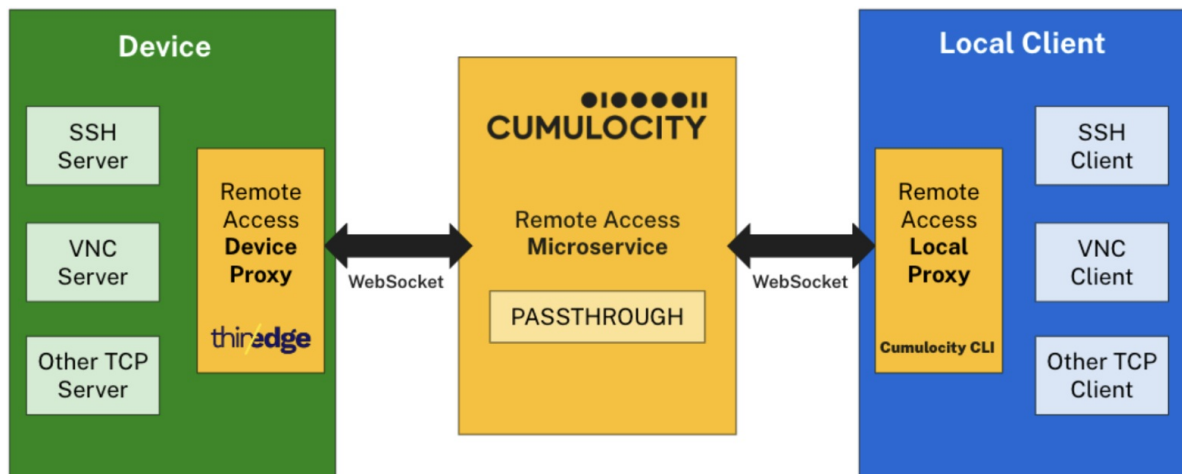 Device
SSH
Server
VNC
Server
Other TCP
Server
Remote
Access
Device
Proxy
thin/edge
WebSocket
CUMULOCITY
Remote Access
Microservice
PASSTHROUGH
WebSocket
Local Client
Remote
Access
Local
Proxy
Cumulocity CLI
SSH
Client
VNC
Client
Other TCP
Client